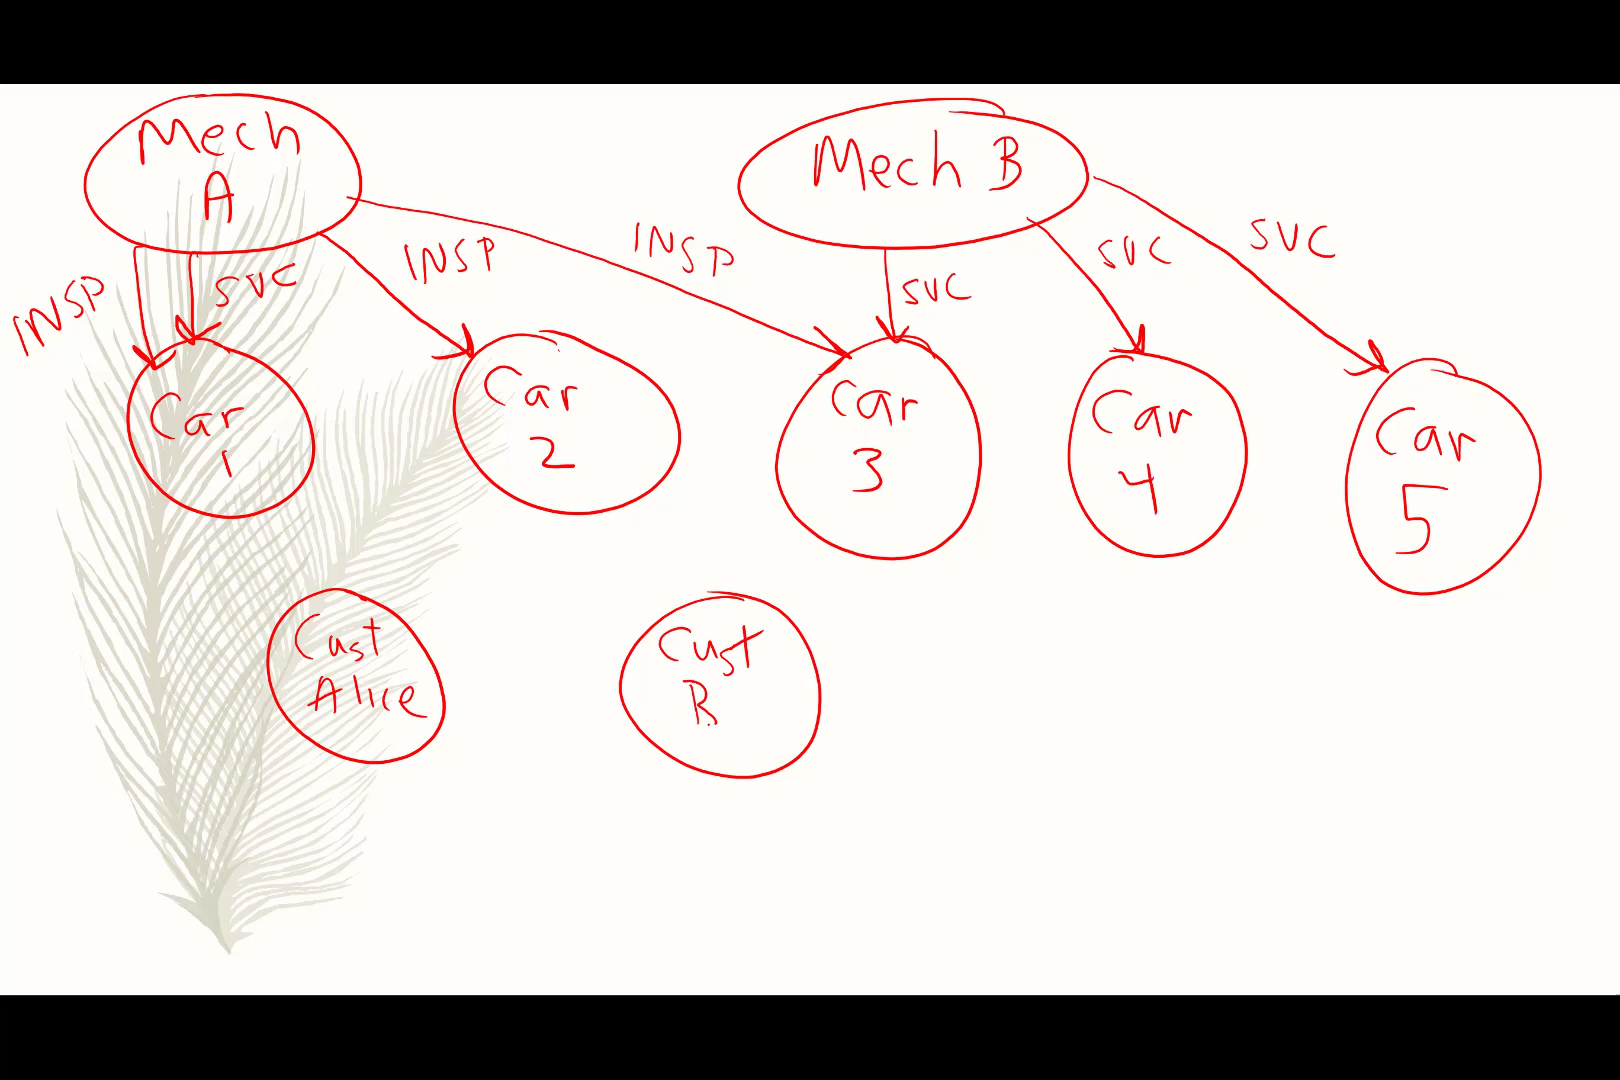 Mech
A
Mech B
INSP
SVC
INSP
INSP
SVC
SVC
SVC
Car
1
Car
2
Car
3
Car
4
Car
5
Cust
Alice
Cust
B